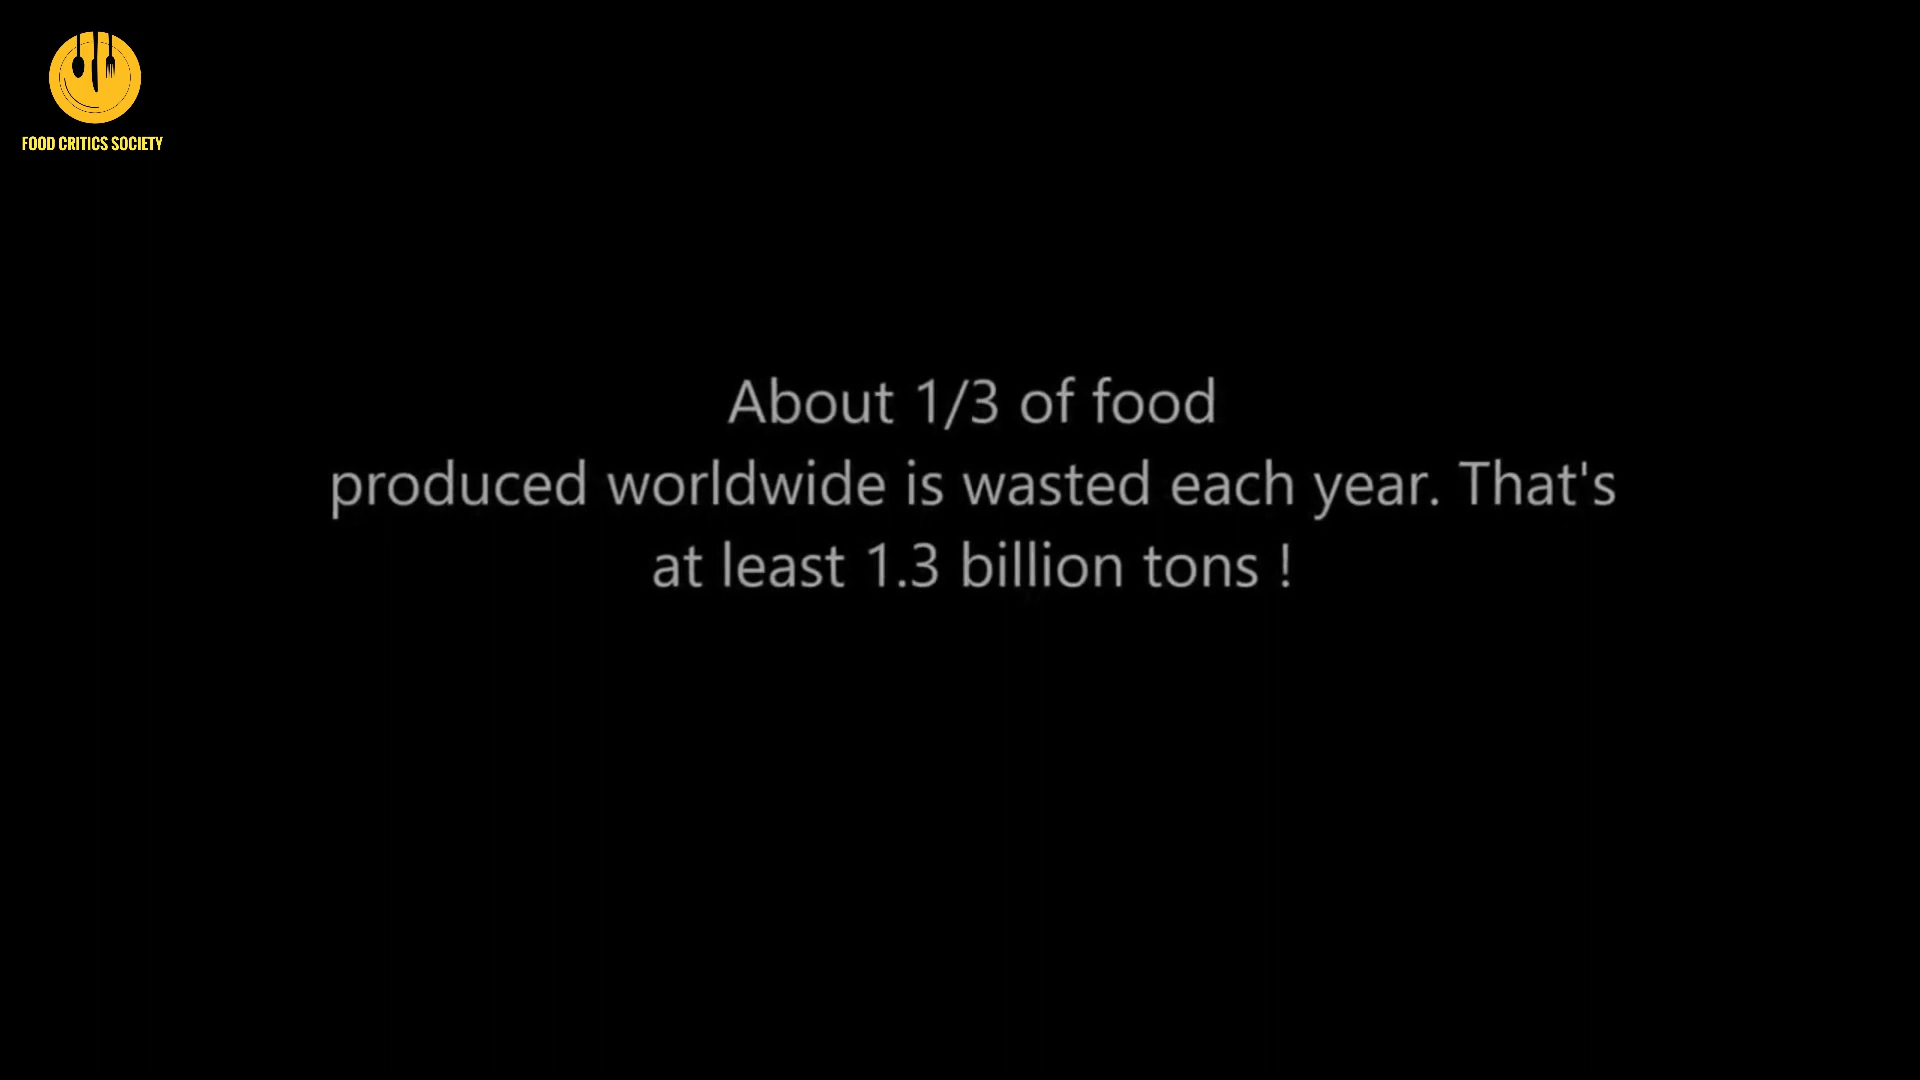 FOOD CRITICS SOCIETY
About 1/3 of food
produced worldwide is wasted each year. That's
at least 1.3 billion tons !